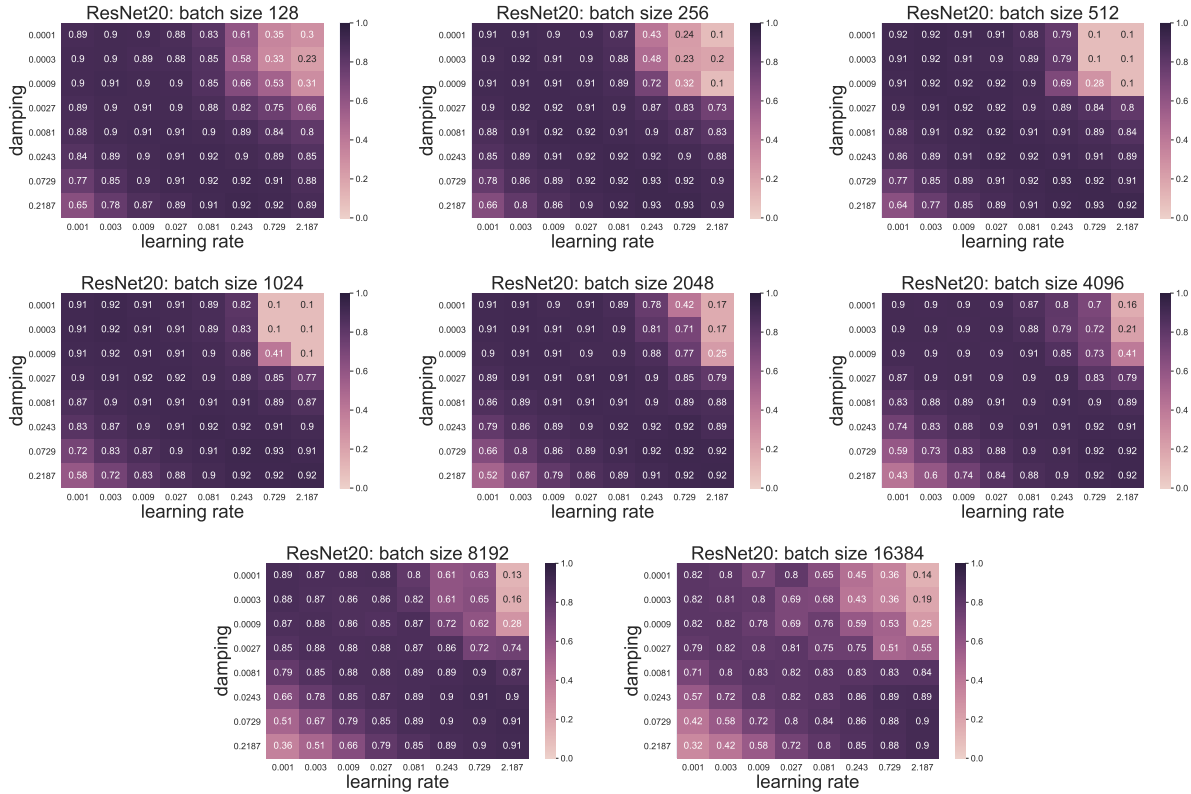 ResNet20: batch size 128
damping
0.0001 0.89 0.9 0.9 0.88 0.83 0.61 0.35 0.3
0.0003 0.9 0.9 0.89 0.88 0.85 0.58 0.33 0.23
0.0009 0.9 0.91 0.9 0.9 0.85 0.66 0.53 0.31
0.0027 0.89 0.9 0.91 0.9 0.88 0.82 0.75 0.66
0.0081 0.88 0.9 0.91 0.91 0.9 0.89 0.84 0.8
0.0243 0.84 0.89 0.9 0.91 0.92 0.9 0.89 0.85
0.0729 0.77 0.85 0.9 0.91 0.92 0.92 0.91 0.88
0.2187 0.65 0.78 0.87 0.89 0.91 0.92 0.92 0.89
0.001 0.003 0.009 0.027 0.081 0.243 0.729 2.187
learning rate
1.0
0.8
0.6
0.4
0.2
0.0
ResNet20: batch size 256
damping
0.0001 0.91 0.91 0.9 0.9 0.87 0.43 0.24 0.1
0.0003 0.9 0.91 0.91 0.9 0.88 0.48 0.23 0.2
0.0009 0.91 0.91 0.91 0.91 0.89 0.72 0.32 0.1
0.0027 0.9 0.92 0.92 0.91 0.9 0.87 0.83 0.73
0.0081 0.88 0.91 0.92 0.92 0.92 0.9 0.87 0.83
0.0243 0.85 0.89 0.91 0.92 0.92 0.92 0.9 0.88
0.0729 0.78 0.86 0.89 0.91 0.92 0.93 0.92 0.9
0.2187 0.66 0.8 0.86 0.9 0.92 0.93 0.93 0.9
0.001 0.003 0.009 0.027 0.081 0.243 0.729 2.187
learning rate
1.0
0.8
0.6
0.4
0.2
0.0
ResNet20: batch size 512
damping
0.0001 0.92 0.92 0.91 0.91 0.88 0.79 0.1 0.1
0.0003 0.91 0.92 0.91 0.91 0.88 0.78 0.1 0.1
0.0009 0.91 0.92 0.92 0.91 0.9 0.69 0.28 0.1
0.0027 0.9 0.92 0.92 0.92 0.91 0.89 0.84 0.8
0.0081 0.88 0.91 0.92 0.92 0.92 0.91 0.89 0.84
0.0243 0.86 0.89 0.91 0.92 0.92 0.91 0.91 0.89
0.0729 0.77 0.85 0.89 0.91 0.92 0.93 0.92 0.91
0.2187 0.64 0.77 0.85 0.89 0.91 0.92 0.93 0.92
0.001 0.003 0.009 0.027 0.081 0.243 0.729 2.187
learning rate
1.0
0.8
0.6
0.4
0.2
0.0
ResNet20: batch size 1024
damping
0.0001 0.91 0.92 0.91 0.91 0.89 0.82 0.1 0.1
0.0003 0.91 0.91 0.92 0.91 0.89 0.83 0.1 0.1
0.0009 0.91 0.92 0.91 0.91 0.9 0.86 0.41 0.1
0.0027 0.9 0.91 0.92 0.92 0.9 0.89 0.85 0.77
0.0081 0.88 0.9 0.91 0.92 0.91 0.91 0.89 0.87
0.0243 0.83 0.87 0.9 0.91 0.92 0.92 0.91 0.9
0.0729 0.72 0.83 0.87 0.9 0.91 0.92 0.93 0.91
0.2187 0.58 0.72 0.83 0.88 0.9 0.91 0.92 0.92
0.001 0.003 0.009 0.027 0.081 0.243 0.729 2.187
learning rate
1.0
0.8
0.6
0.4
0.2
0.0
ResNet20: batch size 2048
damping
0.0001 0.91 0.91 0.9 0.91 0.89 0.78 0.42 0.17
0.0003 0.91 0.91 0.91 0.9 0.9 0.81 0.71 0.17
0.0009 0.9 0.91 0.91 0.91 0.9 0.88 0.77 0.25
0.0027 0.89 0.91 0.91 0.91 0.91 0.9 0.85 0.79
0.0081 0.86 0.89 0.91 0.91 0.91 0.91 0.9 0.88
0.0243 0.79 0.86 0.89 0.9 0.92 0.92 0.92 0.89
0.0729 0.66 0.8 0.86 0.89 0.91 0.92 0.92 0.91
0.2187 0.52 0.67 0.79 0.86 0.89 0.91 0.92 0.92
0.001 0.003 0.009 0.027 0.081 0.243 0.729 2.187
learning rate
1.0
0.8
0.6
0.4
0.2
0.0
ResNet20: batch size 4096
damping
0.0001 0.9 0.9 0.9 0.9 0.87 0.8 0.7 0.16
0.0003 0.9 0.9 0.9 0.9 0.88 0.79 0.72 0.21
0.0009 0.9 0.9 0.9 0.9 0.91 0.85 0.73 0.41
0.0027 0.87 0.9 0.91 0.9 0.9 0.9 0.83 0.79
0.0081 0.83 0.88 0.89 0.91 0.91 0.91 0.9 0.89
0.0243 0.74 0.83 0.88 0.9 0.91 0.91 0.92 0.91
0.0729 0.59 0.73 0.83 0.88 0.9 0.91 0.92 0.92
0.2187 0.43 0.6 0.74 0.84 0.88 0.9 0.92 0.92
0.001 0.003 0.009 0.027 0.081 0.243 0.729 2.187
learning rate
1.0
0.8
0.6
0.4
0.2
0.0
ResNet20: batch size 8192
damping
0.0001 0.89 0.87 0.88 0.88 0.8 0.61 0.63 0.13
0.0003 0.88 0.87 0.86 0.86 0.82 0.61 0.65 0.16
0.0009 0.87 0.88 0.88 0.85 0.87 0.72 0.62 0.28
0.0027 0.85 0.88 0.88 0.88 0.87 0.86 0.72 0.74
0.0081 0.79 0.85 0.88 0.88 0.89 0.89 0.9 0.87
0.0243 0.66 0.78 0.85 0.87 0.89 0.9 0.91 0.9
0.0729 0.51 0.67 0.79 0.85 0.89 0.9 0.9 0.91
0.2187 0.36 0.51 0.66 0.79 0.85 0.89 0.9 0.91
0.001 0.003 0.009 0.027 0.081 0.243 0.729 2.187
learning rate
1.0
0.8
0.6
0.4
0.2
0.0
ResNet20: batch size 16384
damping
0.0001 0.82 0.8 0.7 0.8 0.65 0.45 0.36 0.14
0.0003 0.82 0.81 0.8 0.69 0.68 0.43 0.36 0.19
0.0009 0.82 0.82 0.78 0.69 0.76 0.59 0.53 0.25
0.0027 0.79 0.82 0.8 0.81 0.75 0.75 0.51 0.55
0.0081 0.71 0.8 0.83 0.82 0.83 0.83 0.83 0.84
0.0243 0.57 0.72 0.8 0.82 0.83 0.86 0.89 0.89
0.0729 0.42 0.58 0.72 0.8 0.84 0.86 0.88 0.9
0.2187 0.32 0.42 0.58 0.72 0.8 0.85 0.88 0.9
0.001 0.003 0.009 0.027 0.081 0.243 0.729 2.187
learning rate
1.0
0.8
0.6
0.4
0.2
0.0